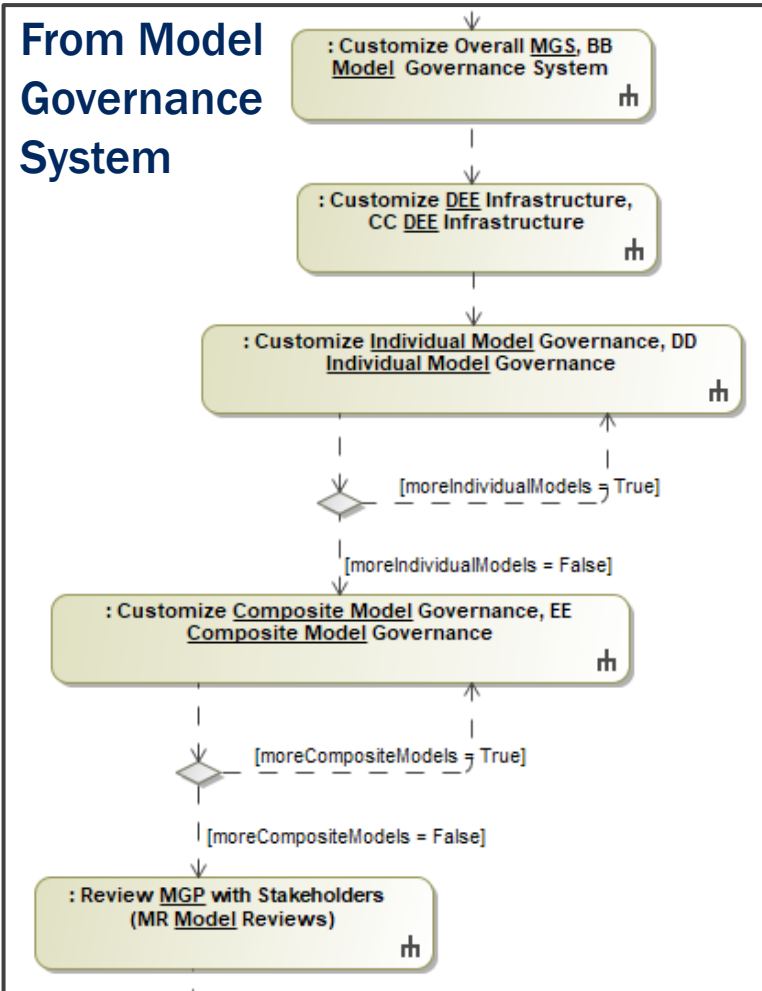 From Model
Governance
System
: Customize Overall MGS, BB
Model Governance System
: Customize DEE Infrastructure,
CC DEE Infrastructure
: Customize Individual Model Governance, DD
Individual Model Governance
[moreIndividualModels = True]
[moreIndividualModels = False]
: Customize Composite Model Governance, EE
Composite Model Governance
[moreCompositeModels = True]
[moreCompositeModels = False]
: Review MGP with Stakeholders
(MR Model Reviews)